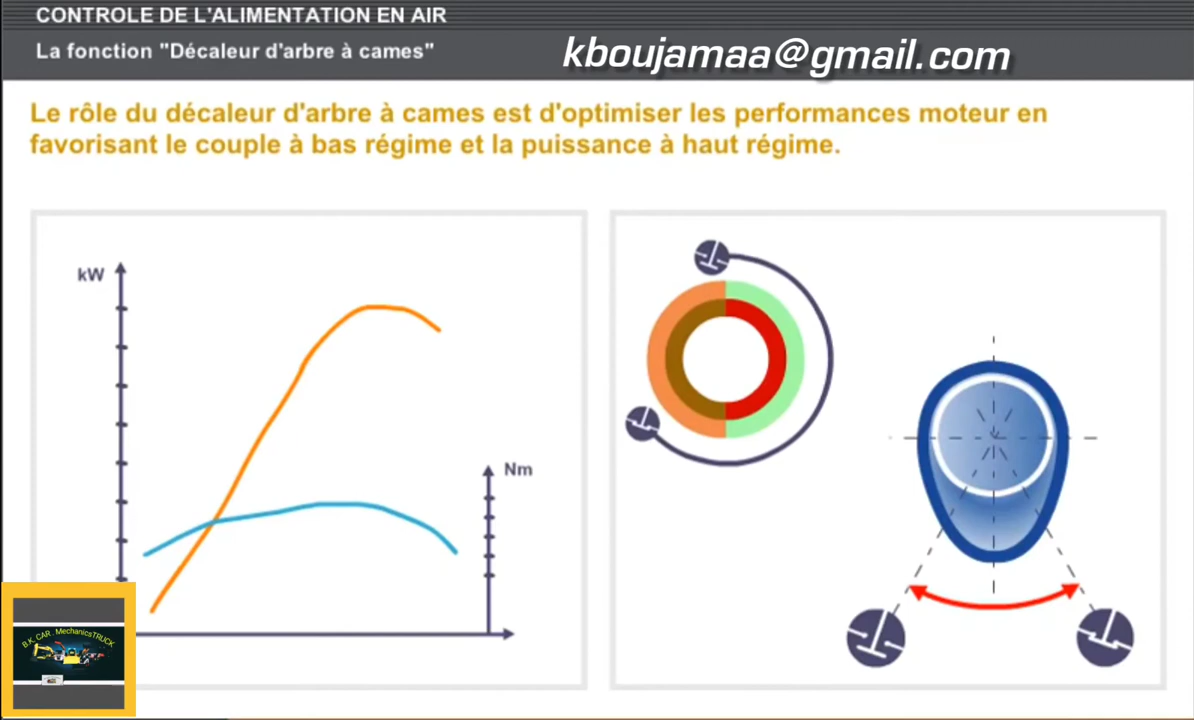 CONTROLE DE L'ALIMENTATION EN AIR
La fonction "Décaleur d'arbre à cames"
kboujamaa@gmail.com
Le rôle du décaleur d'arbre à cames est d'optimiser les performances moteur en
favorisant le couple à bas régime et la puissance à haut régime.
kW
Nm
B.K. CAR . MechanicsTRUCK